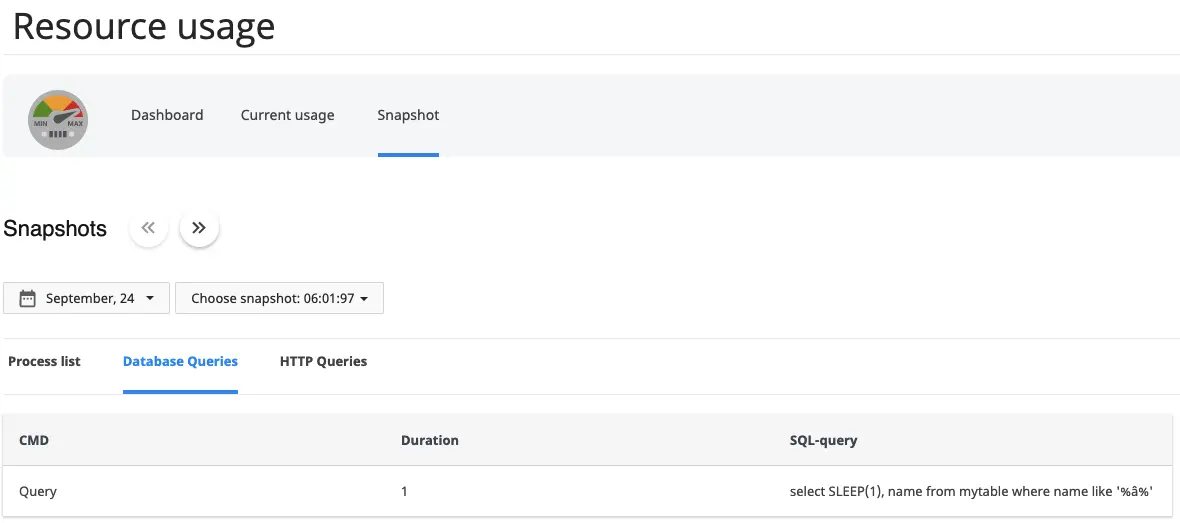 Resource usage
MIN MAX
Dashboard Current usage Snapshot
Snapshots
September, 24 Choose snapshot: 06:01:97
Process list Database Queries HTTP Queries
CMD Duration SQL-query
Query 1 select SLEEP(1), name from mytable where name like '%â%'